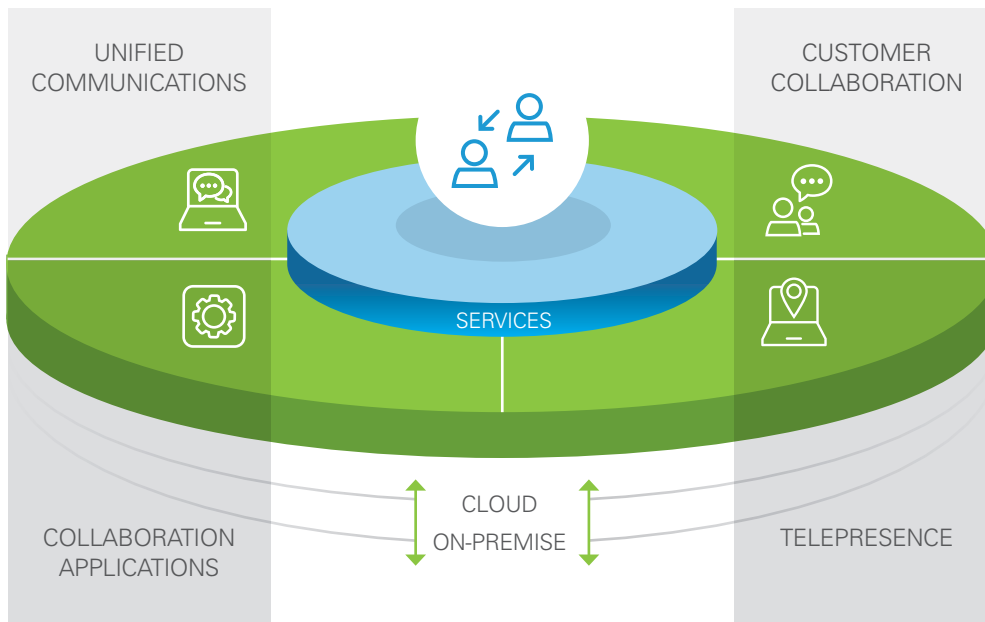 UNIFIED
COMMUNICATIONS
CUSTOMER
COLLABORATION
SERVICES
CLOUD
ON-PREMISE
COLLABORATION
APPLICATIONS
TELEPRESENCE